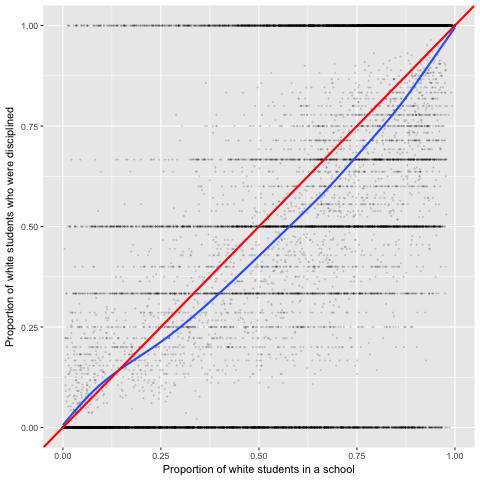 1.00
0.75
0.50
0.25
0.00
Proportion of white students who were disciplined
0.00 0.25 0.50 0.75 1.00
Proportion of white students in a school